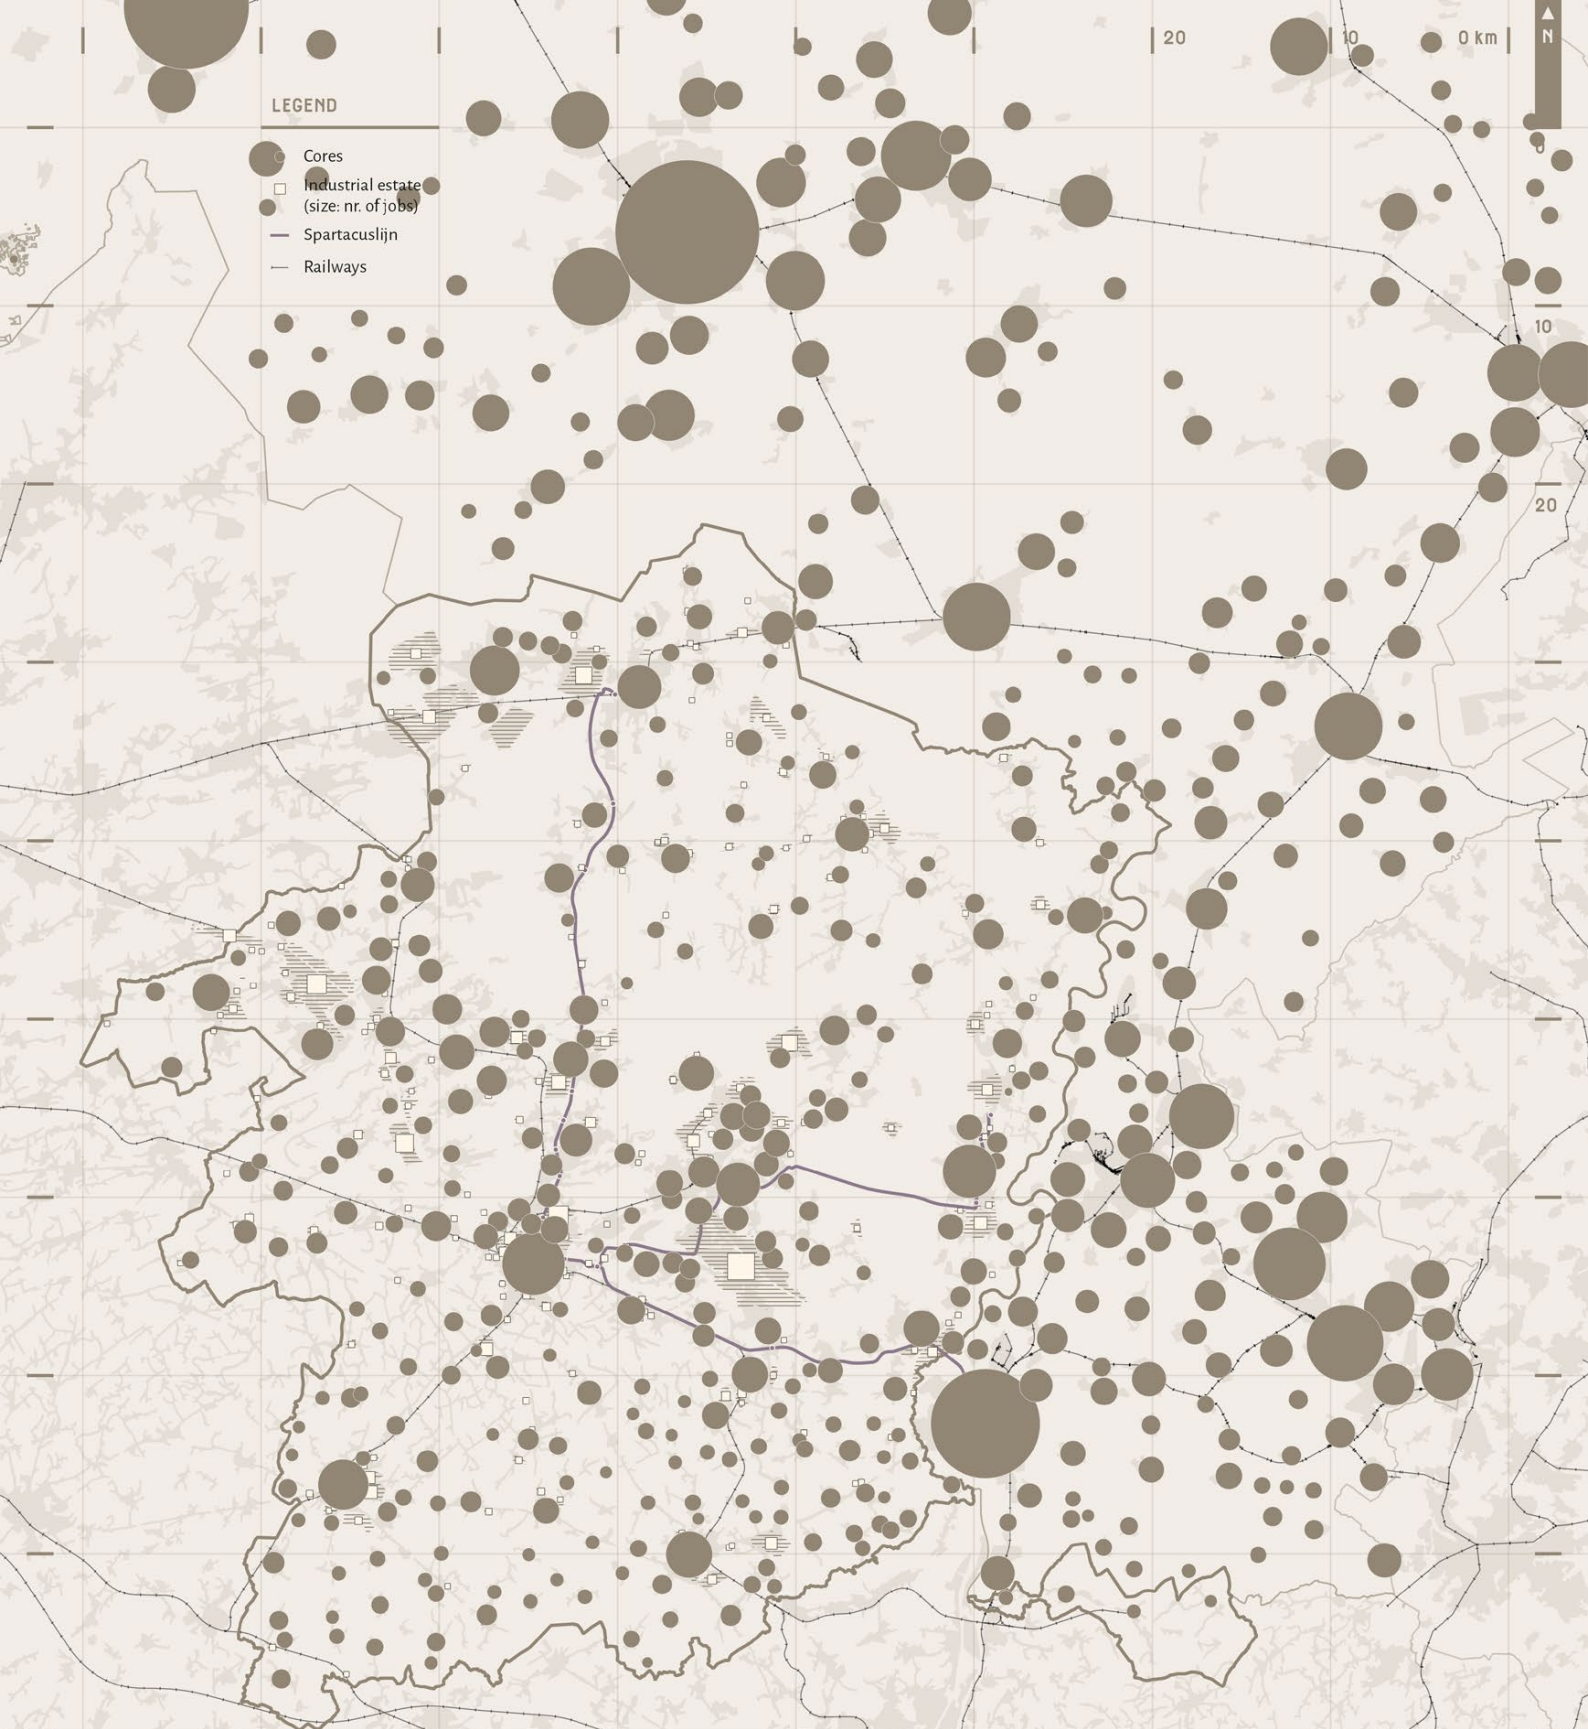 20
10
0 km
N
LEGEND
Cores
Industrial estate
(size: nr. of jobs)
Spartacuslijn
Railways
10
20